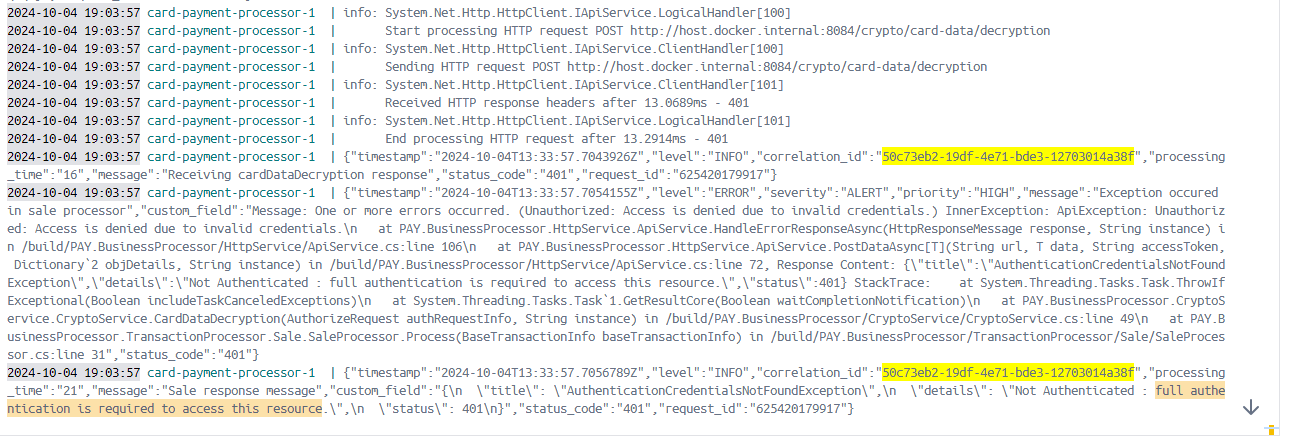 2024-10-04 19:03:57 card-payment-processor-1 | info: System.Net.Http.HttpClient.IApiService.LogicalHandler[100]
2024-10-04 19:03:57 card-payment-processor-1 | Start processing HTTP request POST http://host.docker.internal:8084/crypto/card-data/decryption
2024-10-04 19:03:57 card-payment-processor-1 | info: System.Net.Http.HttpClient.IApiService.ClientHandler[100]
2024-10-04 19:03:57 card-payment-processor-1 | Sending HTTP request POST http://host.docker.internal:8084/crypto/card-data/decryption
2024-10-04 19:03:57 card-payment-processor-1 | info: System.Net.Http.HttpClient.IApiService.ClientHandler[101]
2024-10-04 19:03:57 card-payment-processor-1 | Received HTTP response headers after 13.0689ms - 401
2024-10-04 19:03:57 card-payment-processor-1 | info: System.Net.Http.HttpClient.IApiService.LogicalHandler[101]
2024-10-04 19:03:57 card-payment-processor-1 | End processing HTTP request after 13.2914ms - 401
2024-10-04 19:03:57 card-payment-processor-1 | {"timestamp":"2024-10-04T13:33:57.7043926Z","level":"INFO","correlation_id":"50c73eb2-19df-4e71-bde3-12703014a38f","processing
_time":"16","message":"Receiving cardDataDecryption response","status_code":"401","request_id":"625420179917"}
2024-10-04 19:03:57 card-payment-processor-1 | {"timestamp":"2024-10-04T13:33:57.7054155Z","level":"ERROR","severity":"ALERT","priority":"HIGH","message":"Exception occured
in sale processor","custom_field":"Message: One or more errors occurred. (Unauthorized: Access is denied due to invalid credentials.) InnerException: ApiException: Unauthoriz
ed: Access is denied due to invalid credentials.\n   at PAY.BusinessProcessor.HttpService.ApiService.HandleErrorResponseAsync(HttpResponseMessage response, String instance) i
n /build/PAY.BusinessProcessor/HttpService/ApiService.cs:line 106\n   at PAY.BusinessProcessor.HttpService.ApiService.PostDataAsync[T](String url, T data, String accessToken,
Dictionary`2 objDetails, String instance) in /build/PAY.BusinessProcessor/HttpService/ApiService.cs:line 72, Response Content: {\"title\":\"AuthenticationCredentialsNotFound
Exception\",\"details\":\"Not Authenticated : full authentication is required to access this resource.\",\"status\":401} StackTrace:    at System.Threading.Tasks.Task.ThrowIf
Exceptional(Boolean includeTaskCanceledExceptions)\n   at System.Threading.Tasks.Task`1.GetResultCore(Boolean waitCompletionNotification)\n   at PAY.BusinessProcessor.CryptoS
ervice.CryptoService.CardDataDecryption(AuthorizeRequest authRequestInfo, String instance) in /build/PAY.BusinessProcessor/CryptoService/CryptoService.cs:line 49\n   at PAY.B
usinessProcessor.TransactionProcessor.Sale.SaleProcessor.Process(BaseTransactionInfo baseTransactionInfo) in /build/PAY.BusinessProcessor/TransactionProcessor/Sale/SaleProces
sor.cs:line 31","status_code":"401"}
2024-10-04 19:03:57 card-payment-processor-1 | {"timestamp":"2024-10-04T13:33:57.7056789Z","level":"INFO","correlation_id":"50c73eb2-19df-4e71-bde3-12703014a38f","processing
_time":"21","message":"Sale response message","custom_field":"{\n  \"title\": \"AuthenticationCredentialsNotFoundException\",\n  \"details\": \"Not Authenticated : full authe
ntication is required to access this resource.\",\n  \"status\": 401\n}","status_code":"401","request_id":"625420179917"}